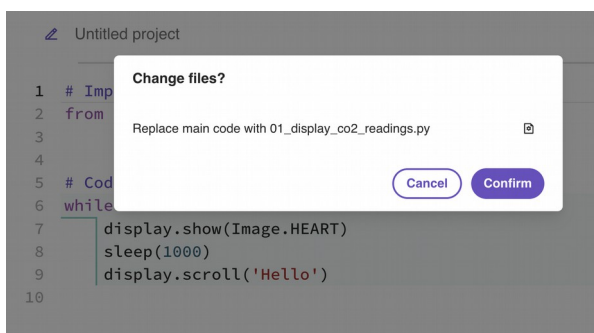 Untitled project
Change files?
Replace main code with 01_display_co2_readings.py
Cancel Confirm
1 # Imp
2 from
3
4
5 # Cod
6 while
7 display.show(Image.HEART)
8 sleep(1000)
9 display.scroll('Hello')
10